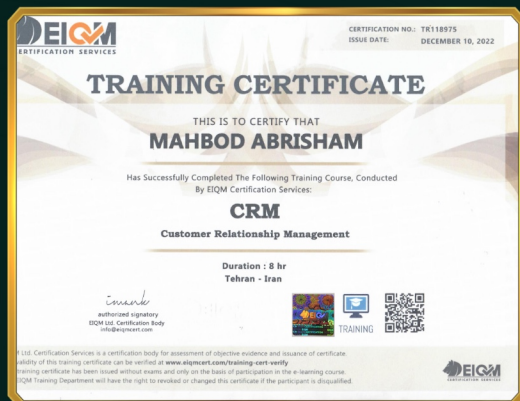 EIQM
ERTIFICATION SERVICES
CERTIFICATION NO.: TR118975
ISSUE DATE: DECEMBER 10, 2022
TRAINING CERTIFICATE
THIS IS TO CERTIFY THAT
MAHBOD ABRISHAM
Has Successfully Completed The Following Training Course, Conducted
By EIQM Certification Services:
CRM
Customer Relationship Management
Duration : 8 hr
Tehran - Iran
authorized signatory
EIQM Ltd. Certification Body
info@eiqmcert.com
EIQM
TRAINING
Ltd. Certification Services is a certification body for assessment of objective evidence and issuance of certificate.
validity of this training certificate can be verified at www.eiqmcert.com/training-cert-verify
training certificate has been issued without exams and only on the basis of participation in the e-learning course.
EIQM Training Department will have the right to revoked or changed this certificate if the participant is disqualified.
EIQM
CERTIFICATION SERVICES